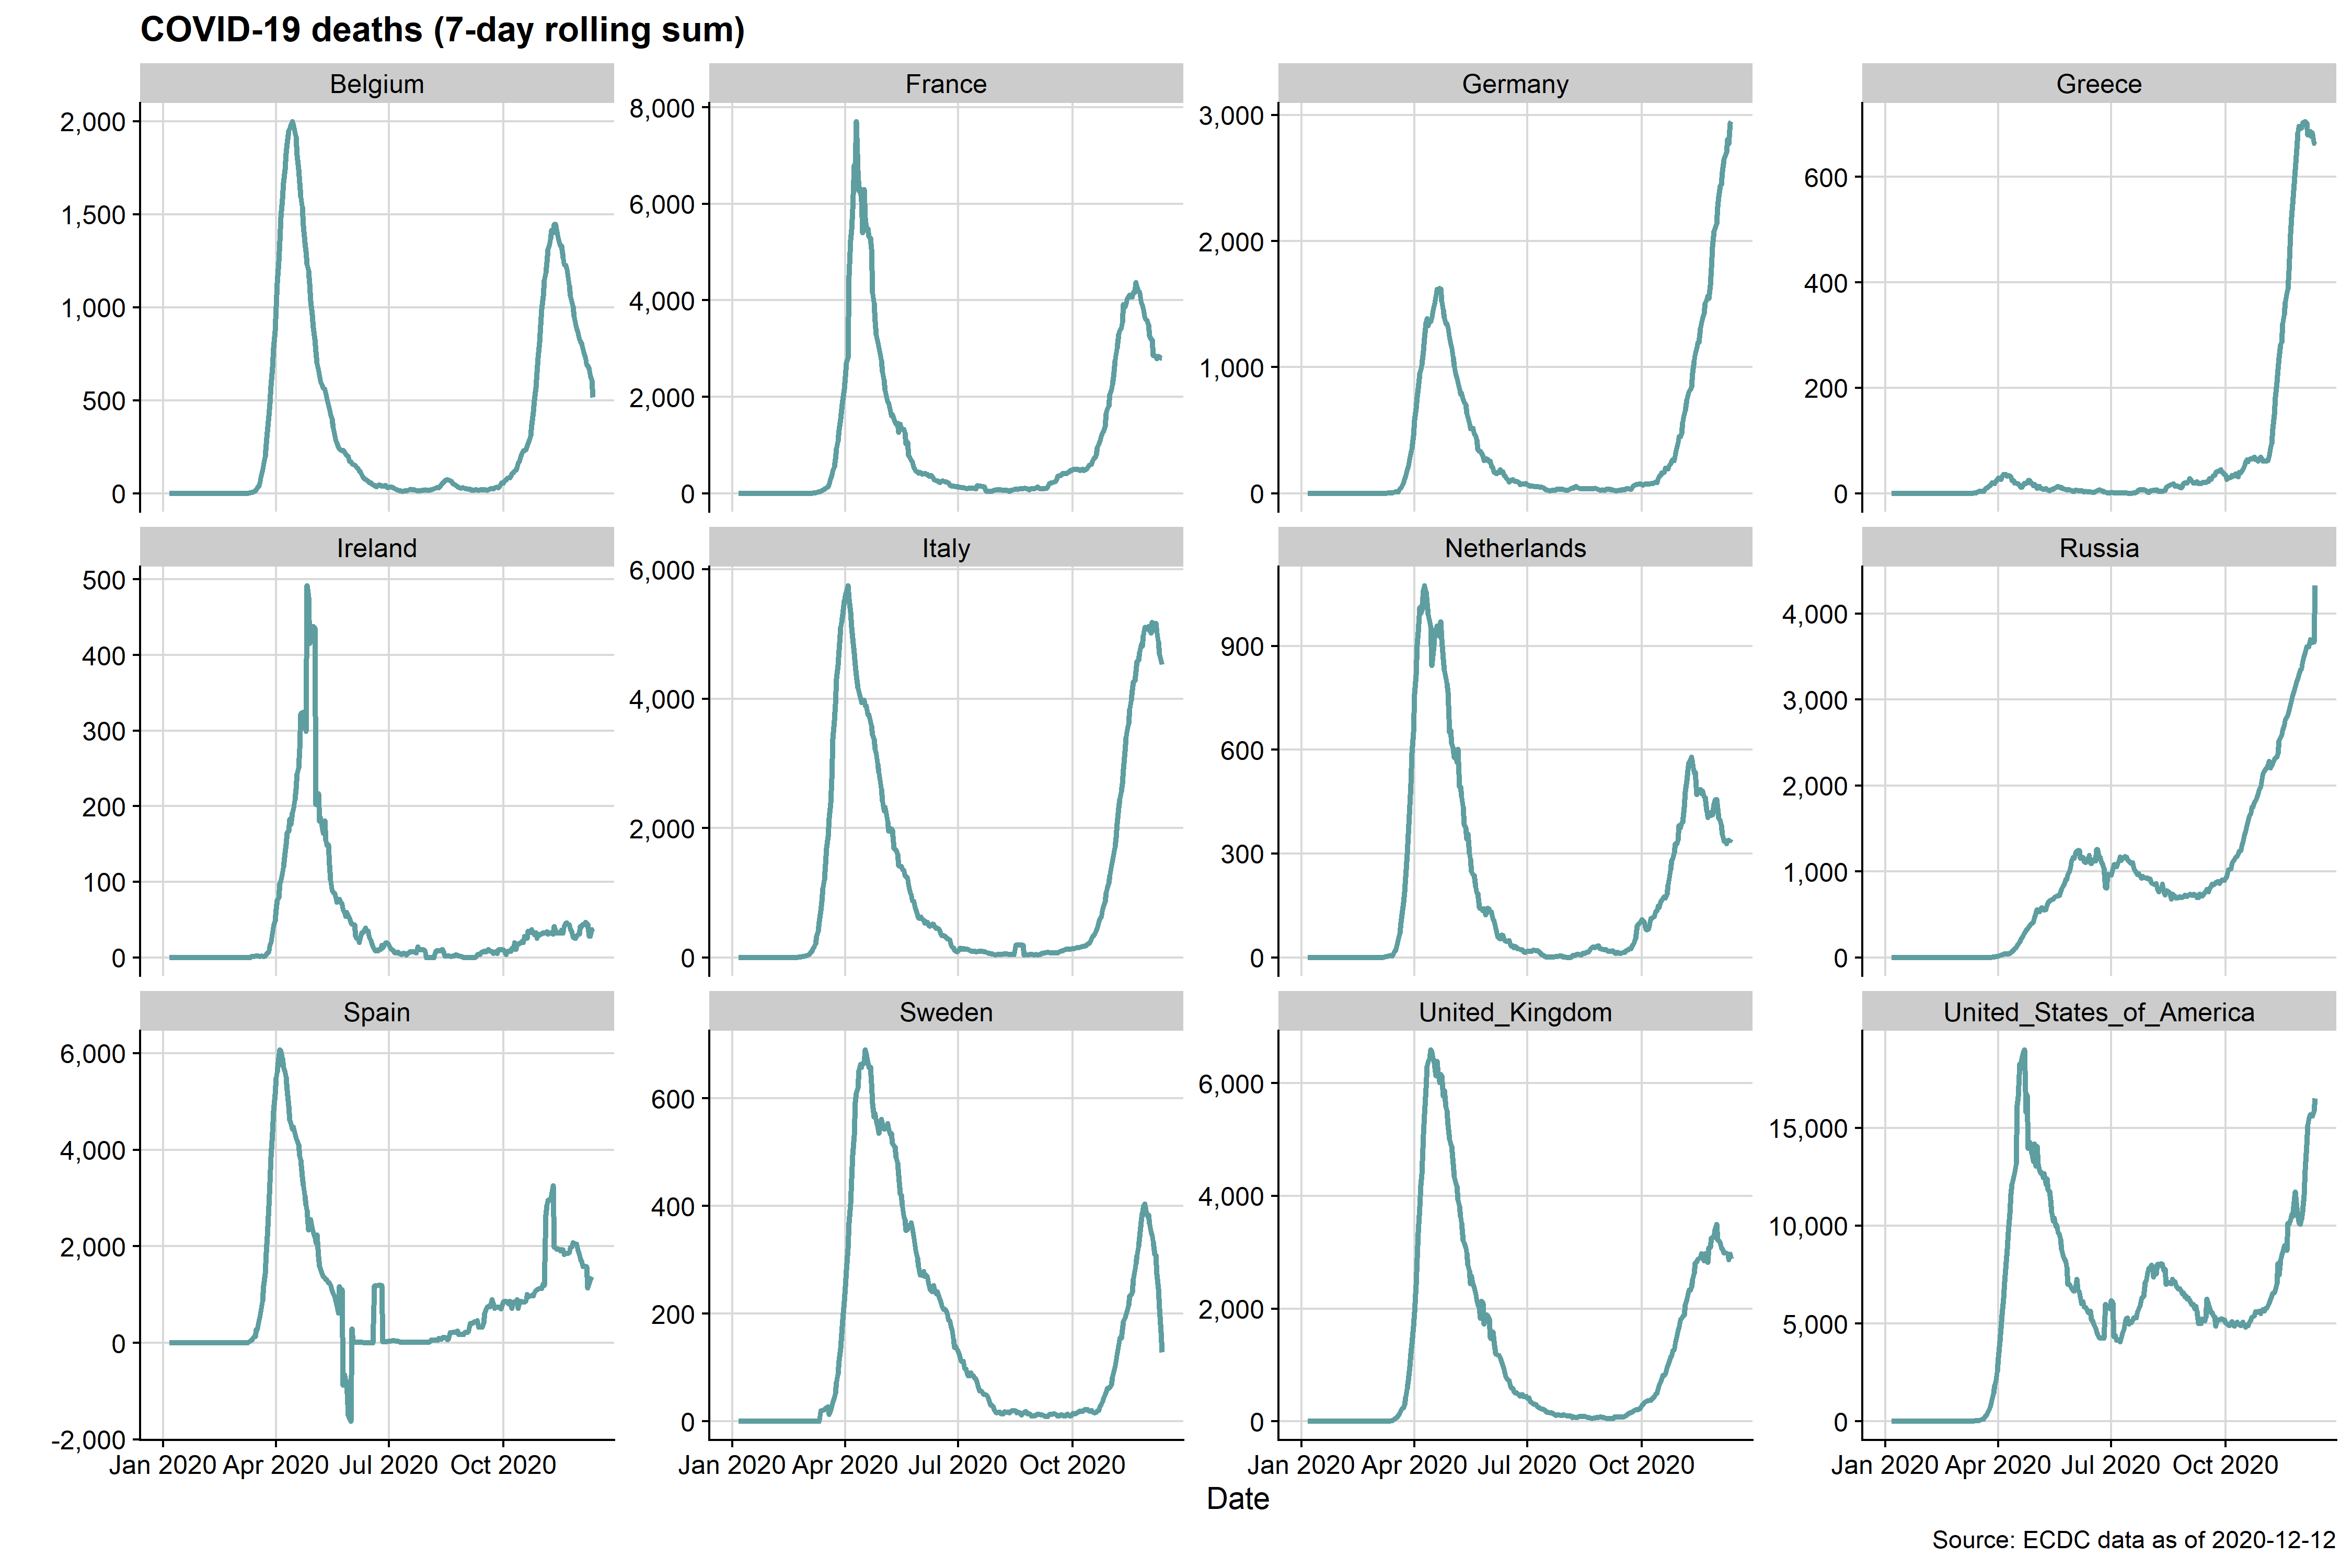 COVID-19 deaths (7-day rolling sum)
Belgium France Germany Greece
2,000 8,000 3,000 600
1,500 6,000 2,000 400
1,000 4,000 1,000 200
500 2,000 0 0
0 0
Ireland Italy Netherlands Russia
500 6,000 900 4,000
400 4,000 600 3,000
300 2,000 300 2,000
200 0 0 1,000
100 0
0
Spain Sweden United_Kingdom United_States_of_America
6,000 600 6,000 15,000
4,000 400 4,000 10,000
2,000 200 2,000 5,000
0 0 0 0
-2,000
Jan 2020 Apr 2020 Jul 2020 Oct 2020 Jan 2020 Apr 2020 Jul 2020 Oct 2020 Jan 2020 Apr 2020 Jul 2020 Oct 2020 Jan 2020 Apr 2020 Jul 2020 Oct 2020
Date
Source: ECDC data as of 2020-12-12